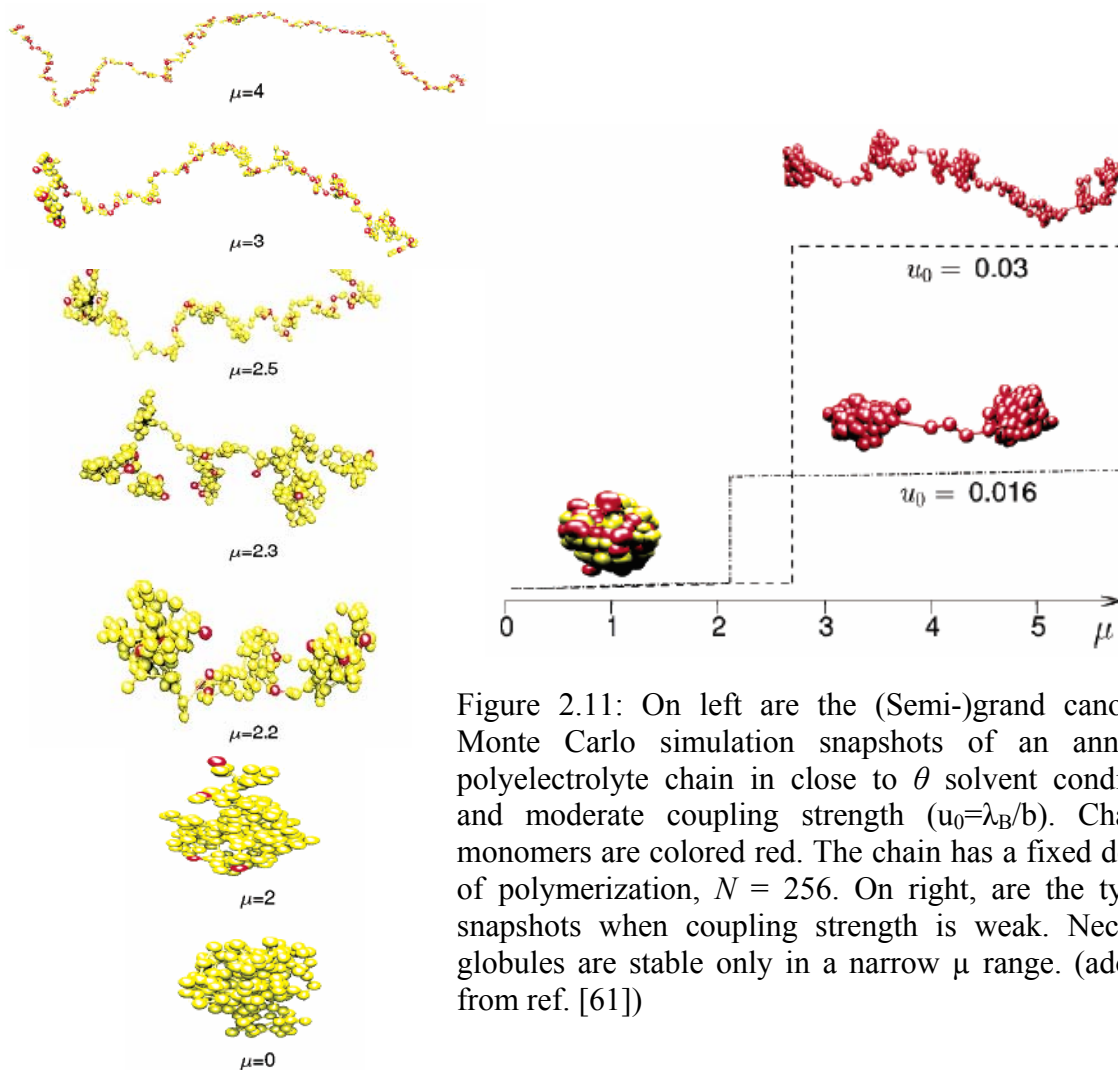 μ=4
μ=3
μ=2.5
μ=2.3
μ=2.2
μ=2
μ=0
u₀ = 0.03
u₀ = 0.016
0 1 2 3 4 5 μ
Figure 2.11: On left are the (Semi-)grand cano
Monte Carlo simulation snapshots of an ann
polyelectrolyte chain in close to θ solvent condi
and moderate coupling strength (u₀=λ_B/b). Cha
monomers are colored red. The chain has a fixed d
of polymerization, N = 256. On right, are the ty
snapshots when coupling strength is weak. Nec
globules are stable only in a narrow μ range. (ado
from ref. [61])